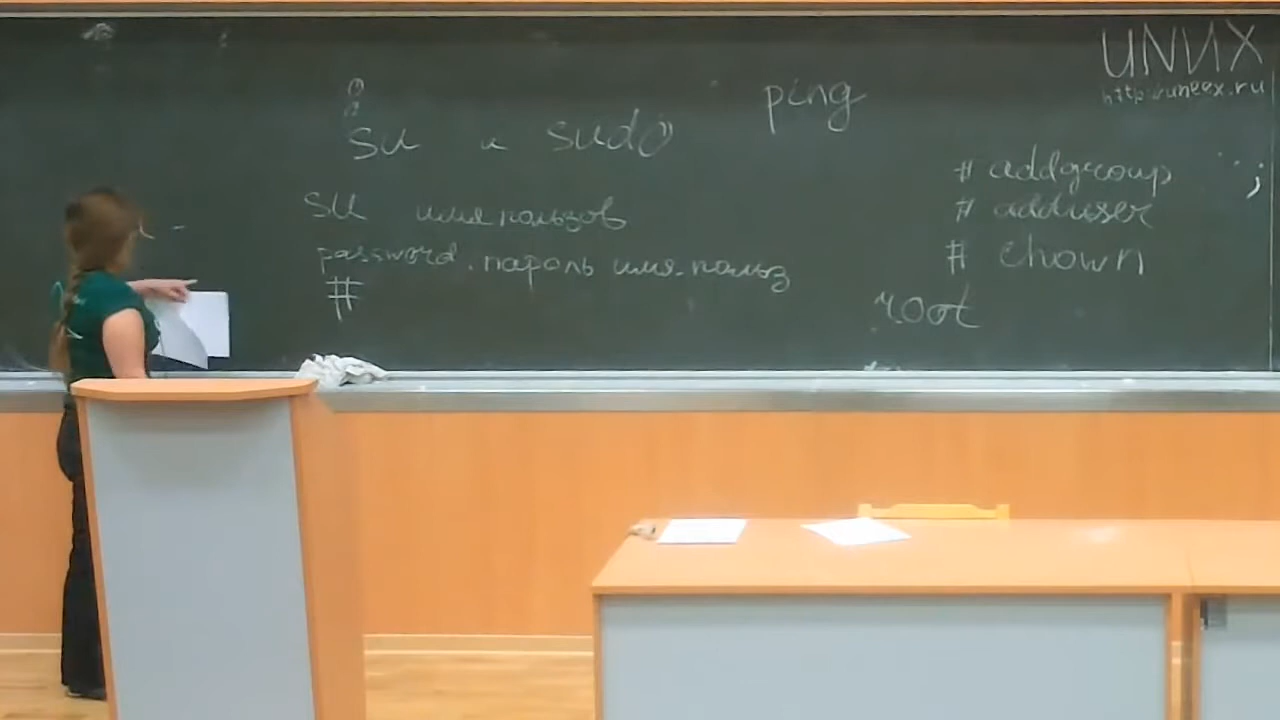 UNIX
http://uneex.ru
ping
su и sudo
su имя пользов
password: пароль имя-польз
#
# addgroup
# adduser
# chown
root